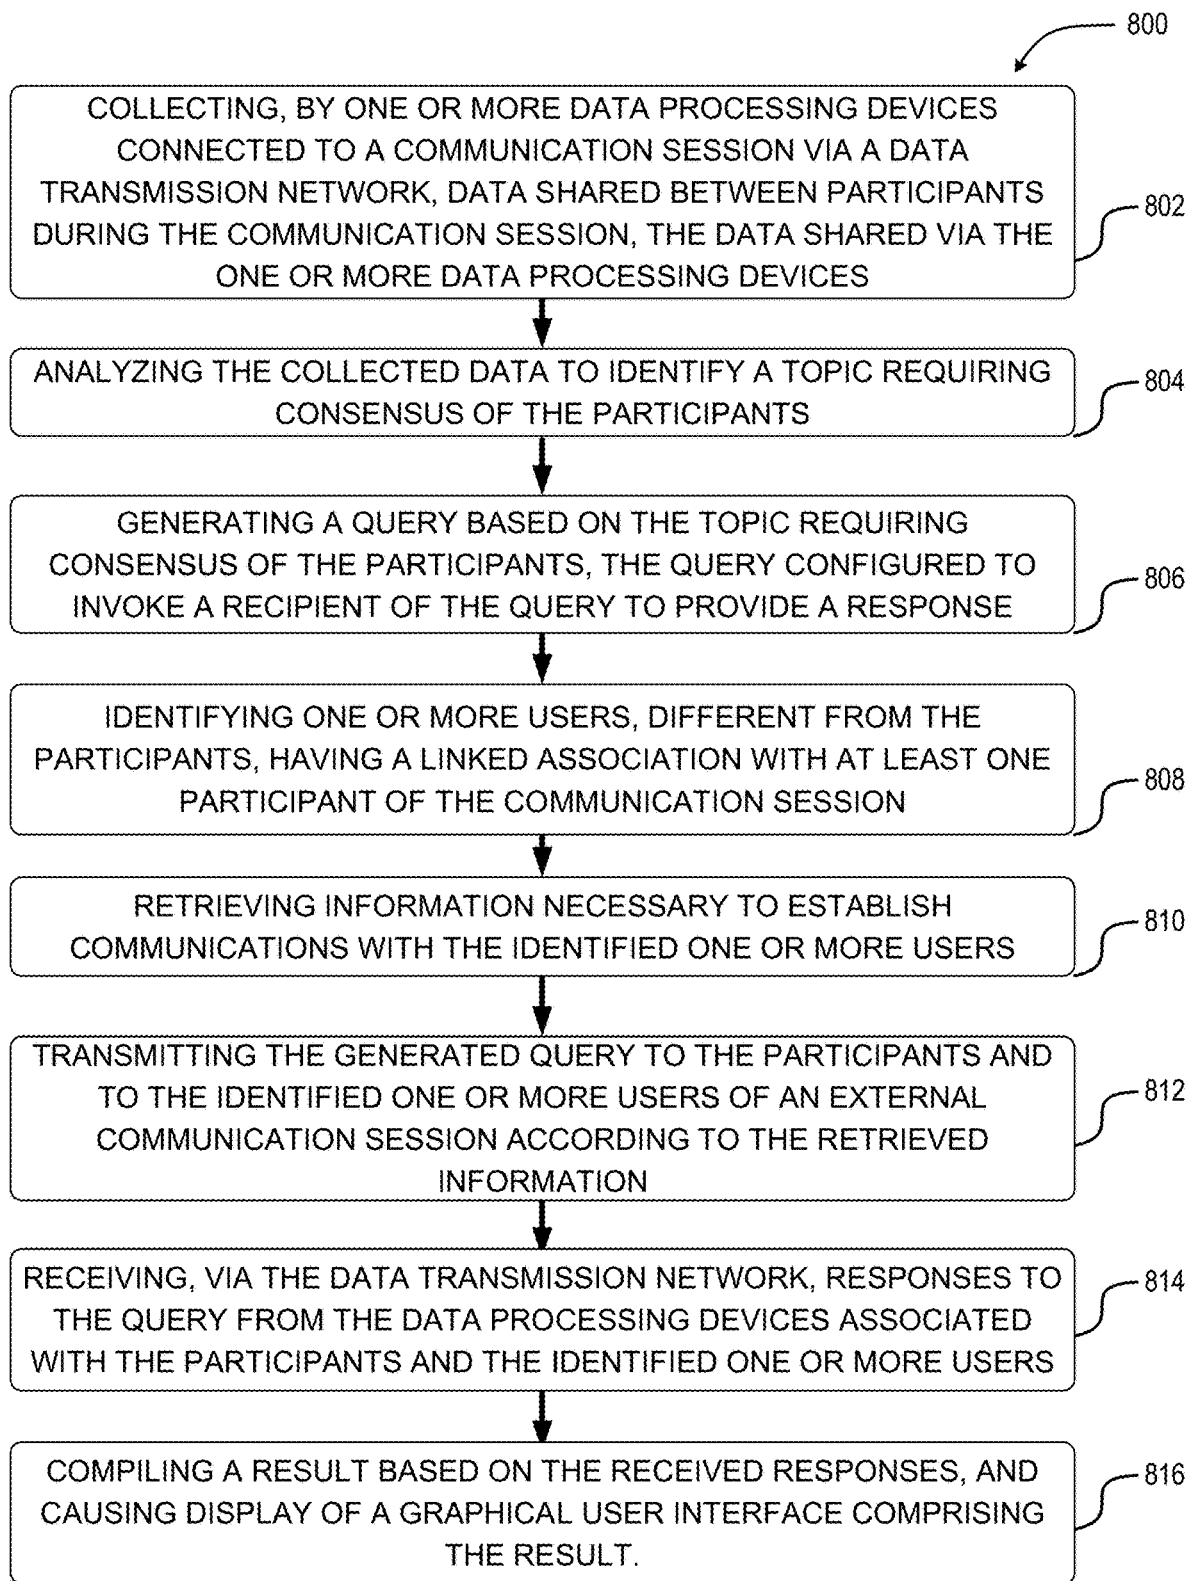 800
COLLECTING, BY ONE OR MORE DATA PROCESSING DEVICES
CONNECTED TO A COMMUNICATION SESSION VIA A DATA
TRANSMISSION NETWORK, DATA SHARED BETWEEN PARTICIPANTS
DURING THE COMMUNICATION SESSION, THE DATA SHARED VIA THE
ONE OR MORE DATA PROCESSING DEVICES
802
ANALYZING THE COLLECTED DATA TO IDENTIFY A TOPIC REQUIRING
CONSENSUS OF THE PARTICIPANTS
804
GENERATING A QUERY BASED ON THE TOPIC REQUIRING
CONSENSUS OF THE PARTICIPANTS, THE QUERY CONFIGURED TO
INVOKE A RECIPIENT OF THE QUERY TO PROVIDE A RESPONSE
806
IDENTIFYING ONE OR MORE USERS, DIFFERENT FROM THE
PARTICIPANTS, HAVING A LINKED ASSOCIATION WITH AT LEAST ONE
PARTICIPANT OF THE COMMUNICATION SESSION
808
RETRIEVING INFORMATION NECESSARY TO ESTABLISH
COMMUNICATIONS WITH THE IDENTIFIED ONE OR MORE USERS
810
TRANSMITTING THE GENERATED QUERY TO THE PARTICIPANTS AND
TO THE IDENTIFIED ONE OR MORE USERS OF AN EXTERNAL
COMMUNICATION SESSION ACCORDING TO THE RETRIEVED
INFORMATION
812
RECEIVING, VIA THE DATA TRANSMISSION NETWORK, RESPONSES TO
THE QUERY FROM THE DATA PROCESSING DEVICES ASSOCIATED
WITH THE PARTICIPANTS AND THE IDENTIFIED ONE OR MORE USERS
814
COMPILING A RESULT BASED ON THE RECEIVED RESPONSES, AND
CAUSING DISPLAY OF A GRAPHICAL USER INTERFACE COMPRISING
THE RESULT.
816